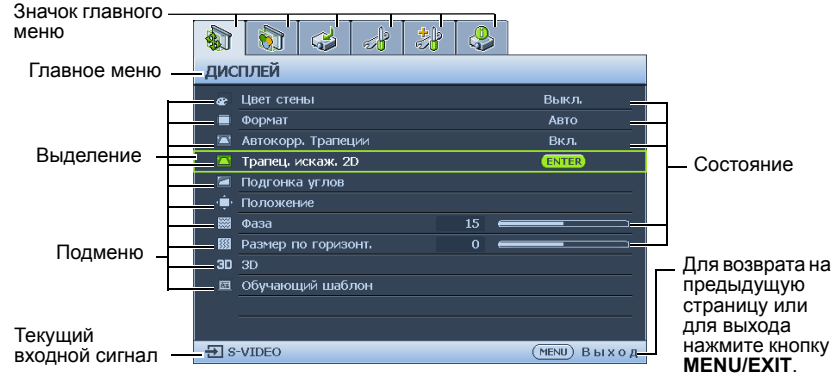 Значок главного
меню
Главное меню
ДИСПЛЕЙ
Цвет стены Выкл.
Формат Авто
Автокорр. Трапеции Вкл.
Выделение
Трапец. искаж. 2D ENTER
Состояние
Подгонка углов
Положение
Фаза 15
Подменю
Размер по горизонт. 0
3D 3D
Обучающий шаблон
Текущий
входной сигнал
S-VIDEO MENU Выход
Для возврата на
предыдущую
страницу или
для выхода
нажмите кнопку
MENU/EXIT.